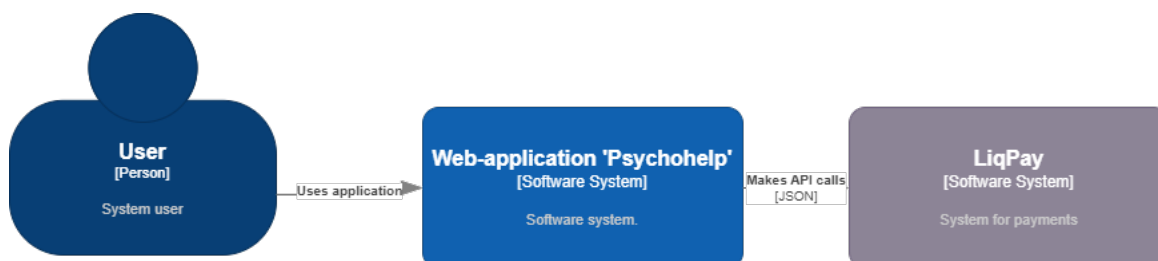 User
[Person]
System user
Uses application
Web-application 'Psychohelp'
[Software System]
Software system.
Makes API calls
[JSON]
LiqPay
[Software System]
System for payments